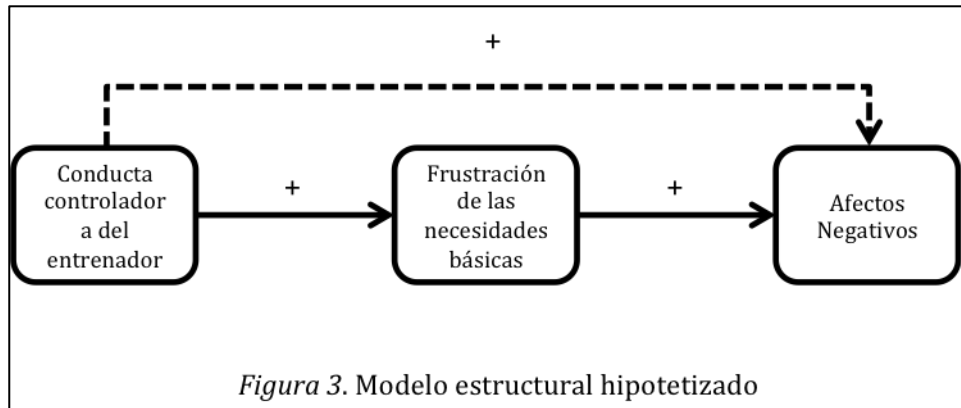 +
Conducta
controlador
a del
entrenador
+
Frustración
de las
necesidades
básicas
+
Afectos
Negativos
Figura 3. Modelo estructural hipotetizado